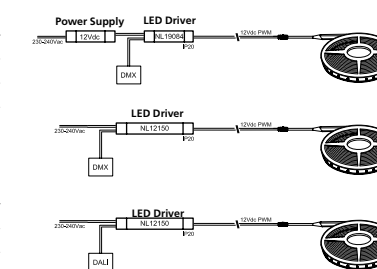 Power Supply LED Driver
230-240Vac 12Vdc NL19084 12Vdc PWM
IP20
DMX
LED Driver
230-240Vac NL12150 12Vdc PWM
IP20
DMX
LED Driver
230-240Vac NL12150 12Vdc PWM
IP20
DALI